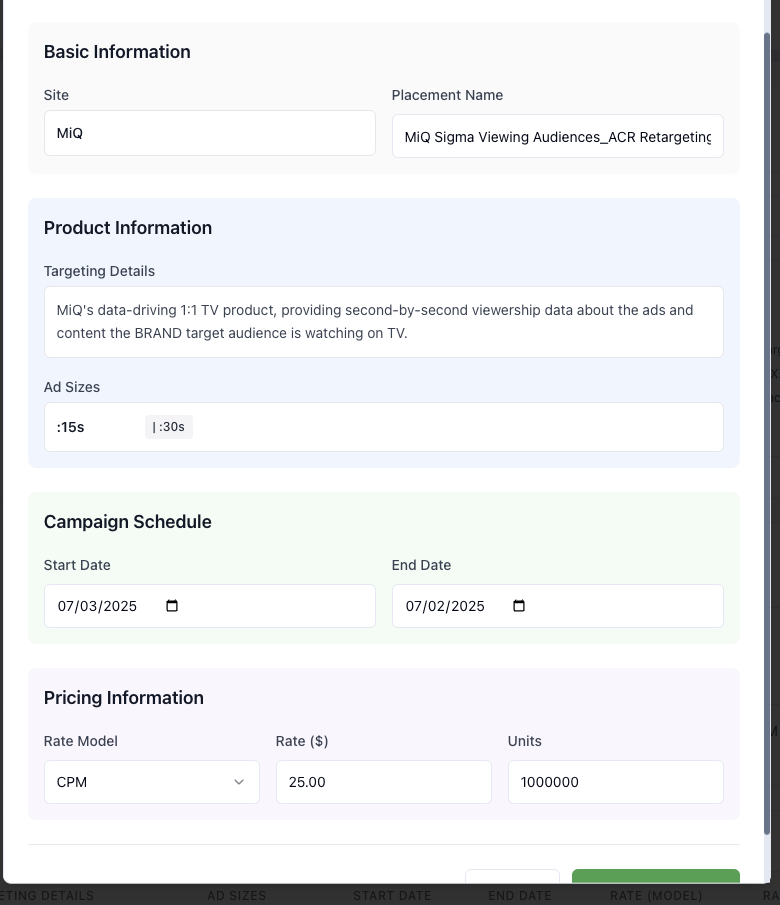 Basic Information
Site
Placement Name
MiQ
MiQ Sigma Viewing Audiences_ACR Retargeting
Product Information
Targeting Details
MiQ's data-driving 1:1 TV product, providing second-by-second viewership data about the ads and
content the BRAND target audience is watching on TV.
Ad Sizes
:15s | :30s
Campaign Schedule
Start Date
End Date
07/03/2025
07/02/2025
Pricing Information
Rate Model
Rate ($)
Units
CPM
25.00
1000000
ETING DETAILS AD SIZES START DATE END DATE RATE (MODEL) RA